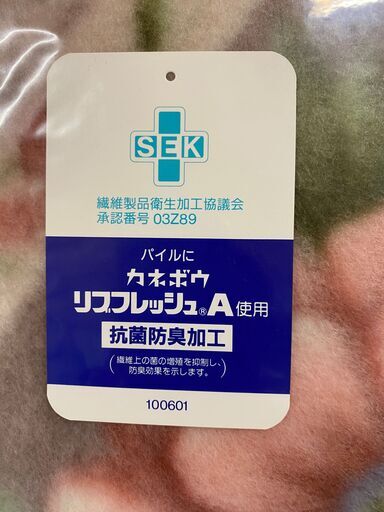 SEK
繊維製品衛生加工協議会
承認番号 03Z89
パイルに
カネボウ
リブフレッシュ®A使用
抗菌防臭加工
(繊維上の菌の増殖を抑制し、
防臭効果を示します。)
100601